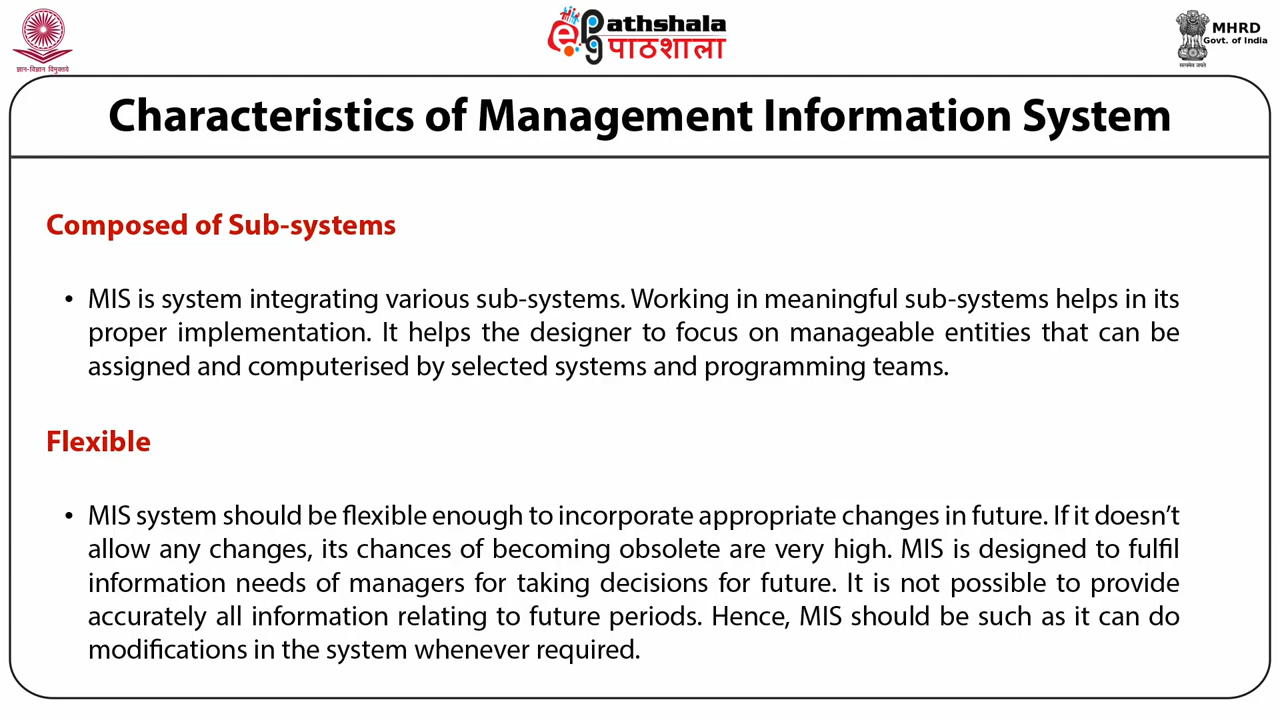 ज्ञान-विज्ञान विमुक्तये
ePathshala
पाठशाला
MHRD
Govt. of India
सत्यमेव जयते
Characteristics of Management Information System
Composed of Sub-systems
• MIS is system integrating various sub-systems. Working in meaningful sub-systems helps in its
proper implementation. It helps the designer to focus on manageable entities that can be
assigned and computerised by selected systems and programming teams.
Flexible
• MIS system should be flexible enough to incorporate appropriate changes in future. If it doesn’t
allow any changes, its chances of becoming obsolete are very high. MIS is designed to fulfil
information needs of managers for taking decisions for future. It is not possible to provide
accurately all information relating to future periods. Hence, MIS should be such as it can do
modifications in the system whenever required.